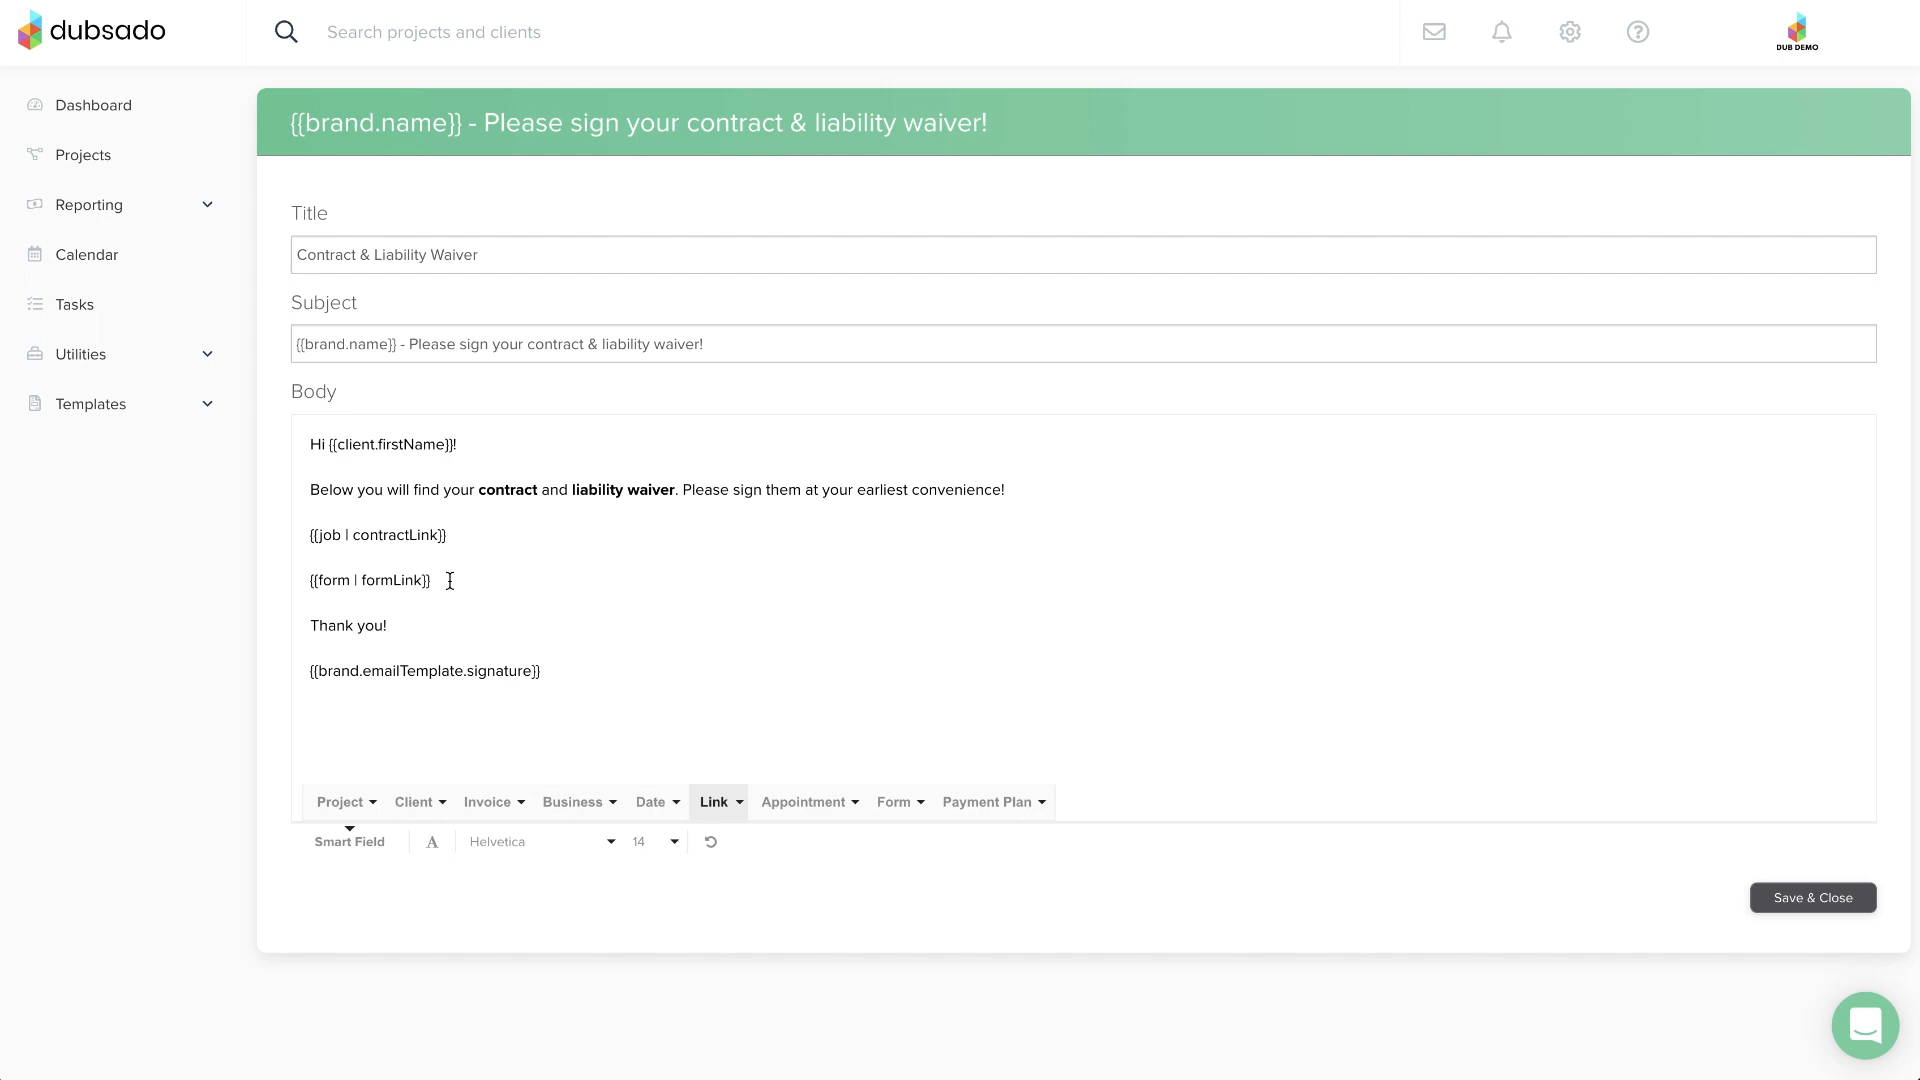 dubsado
Search projects and clients
DUB DEMO
Dashboard
Projects
Reporting
Calendar
Tasks
Utilities
Templates
{{brand.name}} - Please sign your contract & liability waiver!
Title
Contract & Liability Waiver
Subject
{{brand.name}} - Please sign your contract & liability waiver!
Body
Hi {{client.firstName}}!
Below you will find your contract and liability waiver. Please sign them at your earliest convenience!
{{job | contractLink}}
{{form | formLink}}
Thank you!
{{brand.emailTemplate.signature}}
Project Client Invoice Business Date Link Appointment Form Payment Plan
Smart Field A Helvetica 14
Save & Close